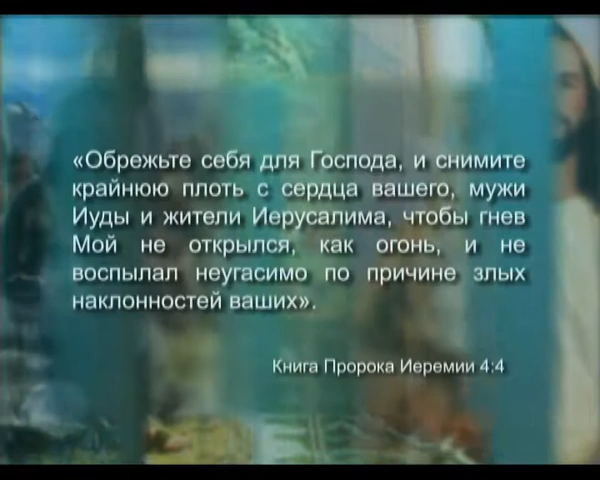 «Обрежьте себя для Господа, и снимите
крайнюю плоть с сердца вашего, мужи
Иуды и жители Иерусалима, чтобы гнев
Мой не открылся, как огонь, и не
воспылал неугасимо по причине злых
наклонностей ваших».
Книга Пророка Иеремии 4:4